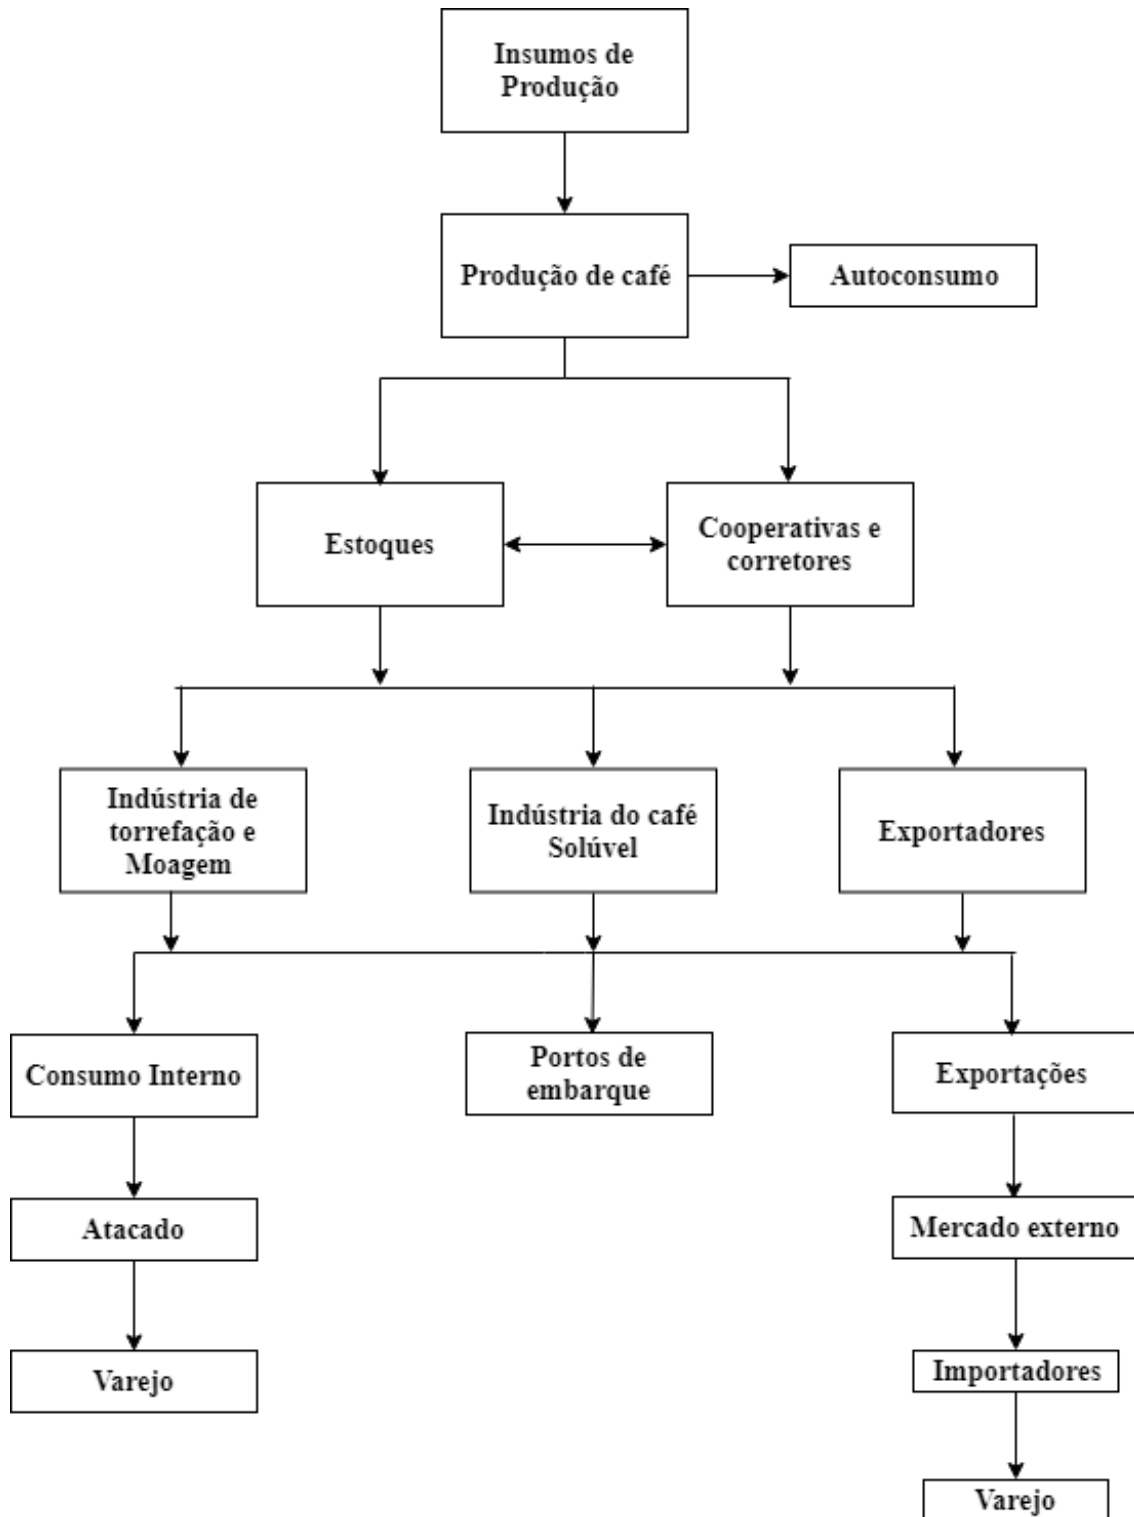 Insumos de
Produção
Produção de café
Autoconsumo
Estoques
Cooperativas e
corretores
Indústria de
torrefação e
Moagem
Indústria do café
Solúvel
Exportadores
Consumo Interno
Portos de
embarque
Exportações
Atacado
Mercado externo
Varejo
Importadores
Varejo